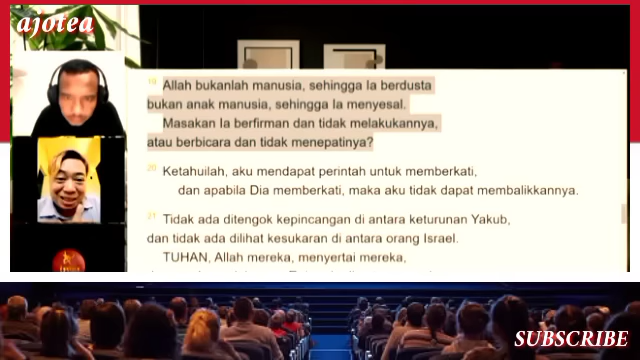 ajotea
19 Allah bukanlah manusia, sehingga Ia berdusta
bukan anak manusia, sehingga Ia menyesal.
Masakan Ia berfirman dan tidak melakukannya,
atau berbicara dan tidak menepatinya?
20 Ketahuilah, aku mendapat perintah untuk memberkati,
dan apabila Dia memberkati, maka aku tidak dapat membalikkannya.
21 Tidak ada ditengok kepincangan di antara keturunan Yakub,
dan tidak ada dilihat kesukaran di antara orang Israel.
TUHAN, Allah mereka, menyertai mereka,
SUBSCRIBE